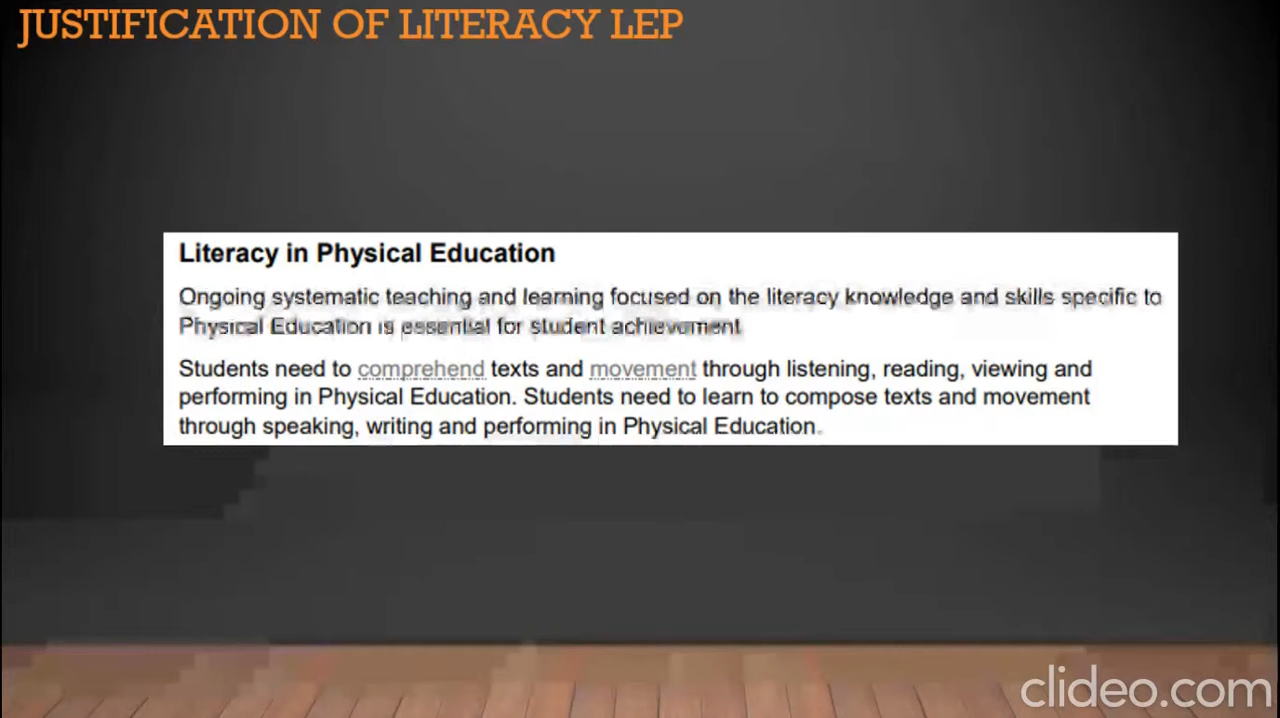 JUSTIFICATION OF LITERACY LEP
Literacy in Physical Education
Ongoing systematic teaching and learning focused on the literacy knowledge and skills specific to
Physical Education is essential for student achievement
Students need to comprehend texts and movement through listening, reading, viewing and
performing in Physical Education. Students need to learn to compose texts and movement
through speaking, writing and performing in Physical Education.
clideo.com